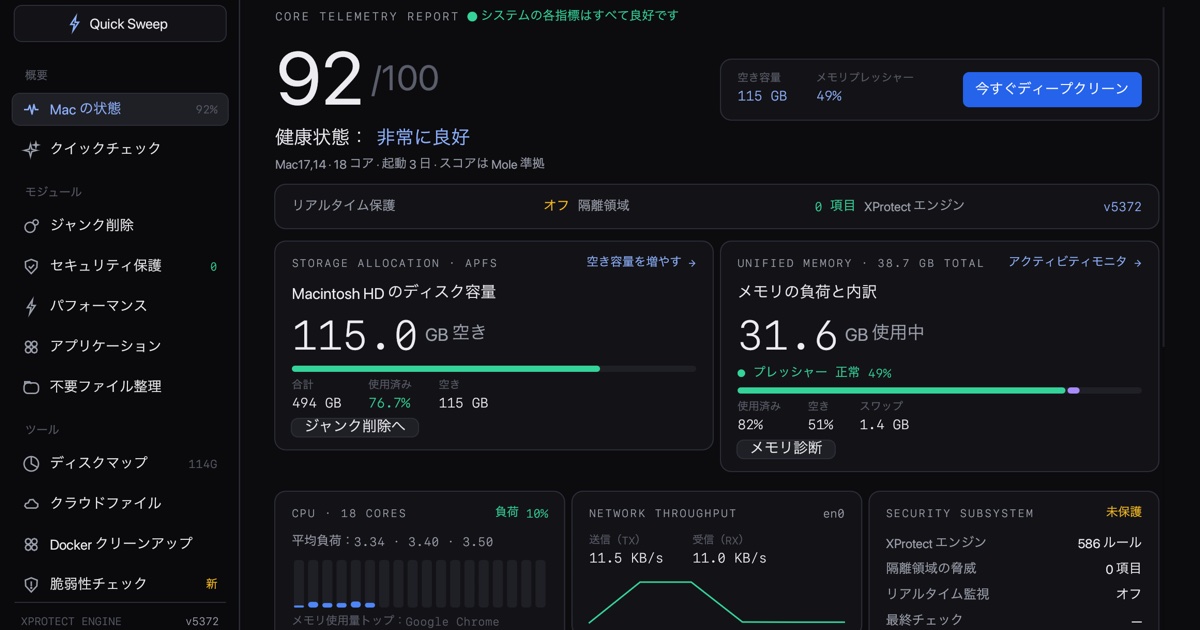 Quick Sweep
概要
Mac の状態 92%
クイックチェック
モジュール
ジャンク削除
セキュリティ保護 0
パフォーマンス
アプリケーション
不要ファイル整理
ツール
ディスクマップ 114G
クラウドファイル
Docker クリーンアップ
脆弱性チェック 新
XPROTECT ENGINE v5372
CORE TELEMETRY REPORT システムの各指標はすべて良好です
92 /100
健康状態： 非常に良好
Mac17,14 · 18 コア · 起動 3 日 · スコアは Mole 準拠
空き容量 メモリプレッシャー
115 GB 49%
今すぐディープクリーン
リアルタイム保護 オフ 隔離領域 0 項目 XProtect エンジン v5372
STORAGE ALLOCATION · APFS 空き容量を増やす →
Macintosh HD のディスク容量
115.0 GB 空き
合計 使用済み 空き
494 GB 76.7% 115 GB
ジャンク削除へ
UNIFIED MEMORY · 38.7 GB TOTAL アクティビティモニタ →
メモリの負荷と内訳
31.6 GB 使用中
プレッシャー 正常 49%
使用済み 空き スワップ
82% 51% 1.4 GB
メモリ診断
CPU · 18 CORES 負荷 10%
平均負荷：3.34 · 3.40 · 3.50
メモリ使用量トップ：Google Chrome
NETWORK THROUGHPUT en0
送信（TX） 受信（RX）
11.5 KB/s 11.0 KB/s
SECURITY SUBSYSTEM 未保護
XProtect エンジン 586 ルール
隔離領域の脅威 0 項目
リアルタイム監視 オフ
最終チェック —